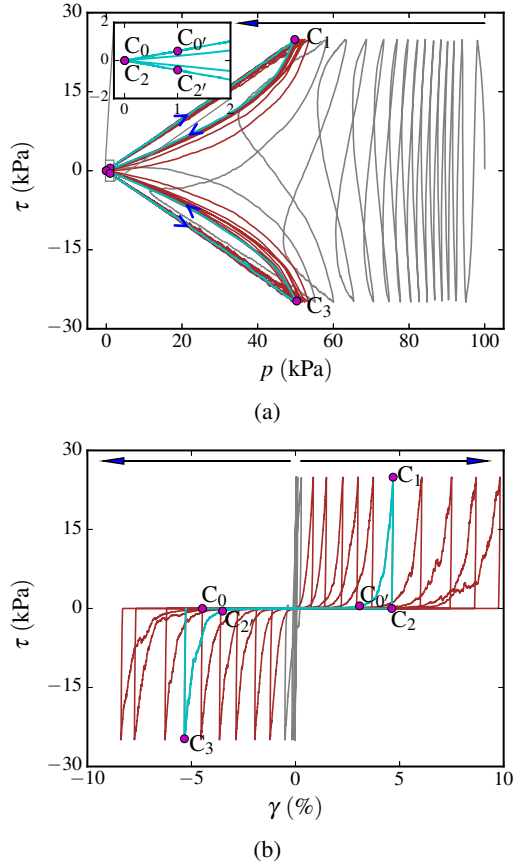 2
0
−2
0
1
2
C₀
C₂
C₀′
C₂′
C₁
C₃
30
15
0
−15
−30
τ (kPa)
0
20
40
60
80
100
p (kPa)
(a)
30
15
0
−15
−30
τ (kPa)
C₁
C₀
C₂′
C₀′
C₂
C₃
−10
−5
0
5
10
γ (%)
(b)